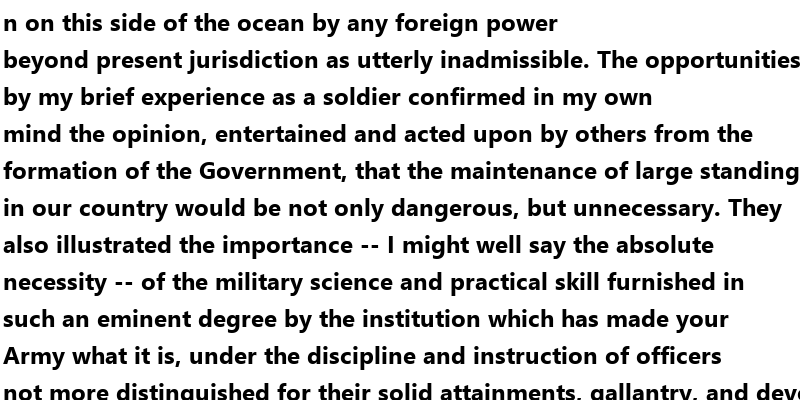 n on this side of the ocean by any foreign power
beyond present jurisdiction as utterly inadmissible. The opportunities
by my brief experience as a soldier confirmed in my own
mind the opinion, entertained and acted upon by others from the
formation of the Government, that the maintenance of large standing
in our country would be not only dangerous, but unnecessary. They
also illustrated the importance -- I might well say the absolute
necessity -- of the military science and practical skill furnished in
such an eminent degree by the institution which has made your
Army what it is, under the discipline and instruction of officers
not more distinguished for their solid attainments, gallantry, and dev